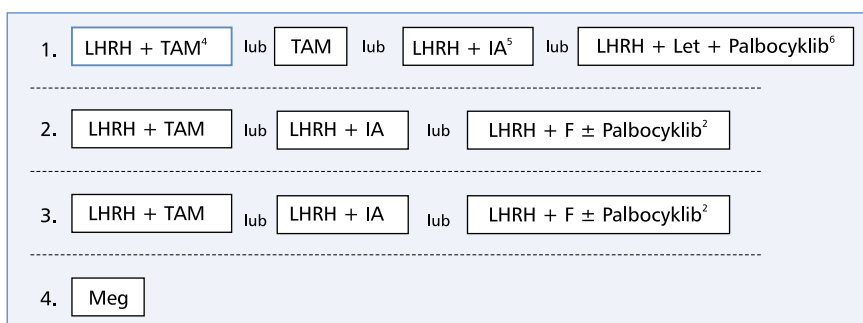 1. LHRH + TAM⁴ lub TAM lub LHRH + IA⁵ lub LHRH + Let + Palbocyklib⁶
2. LHRH + TAM lub LHRH + IA lub LHRH + F ± Palbocyklib²
3. LHRH + TAM lub LHRH + IA lub LHRH + F ± Palbocyklib²
4. Meg